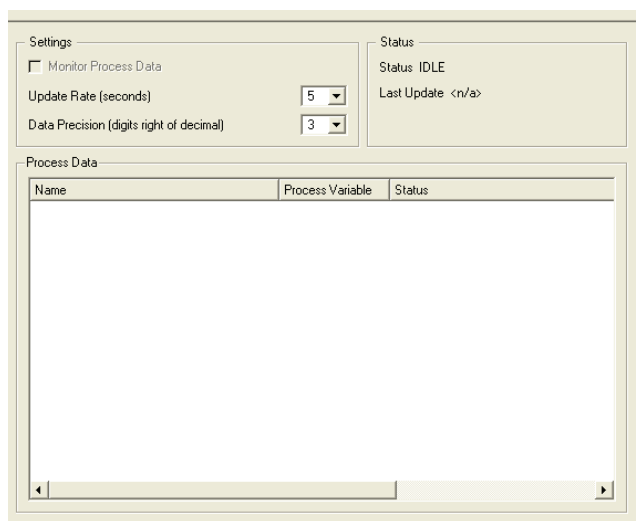 Settings
Monitor Process Data
Update Rate (seconds) 5
Data Precision (digits right of decimal) 3
Status
Status IDLE
Last Update <n/a>
Process Data
Name Process Variable Status